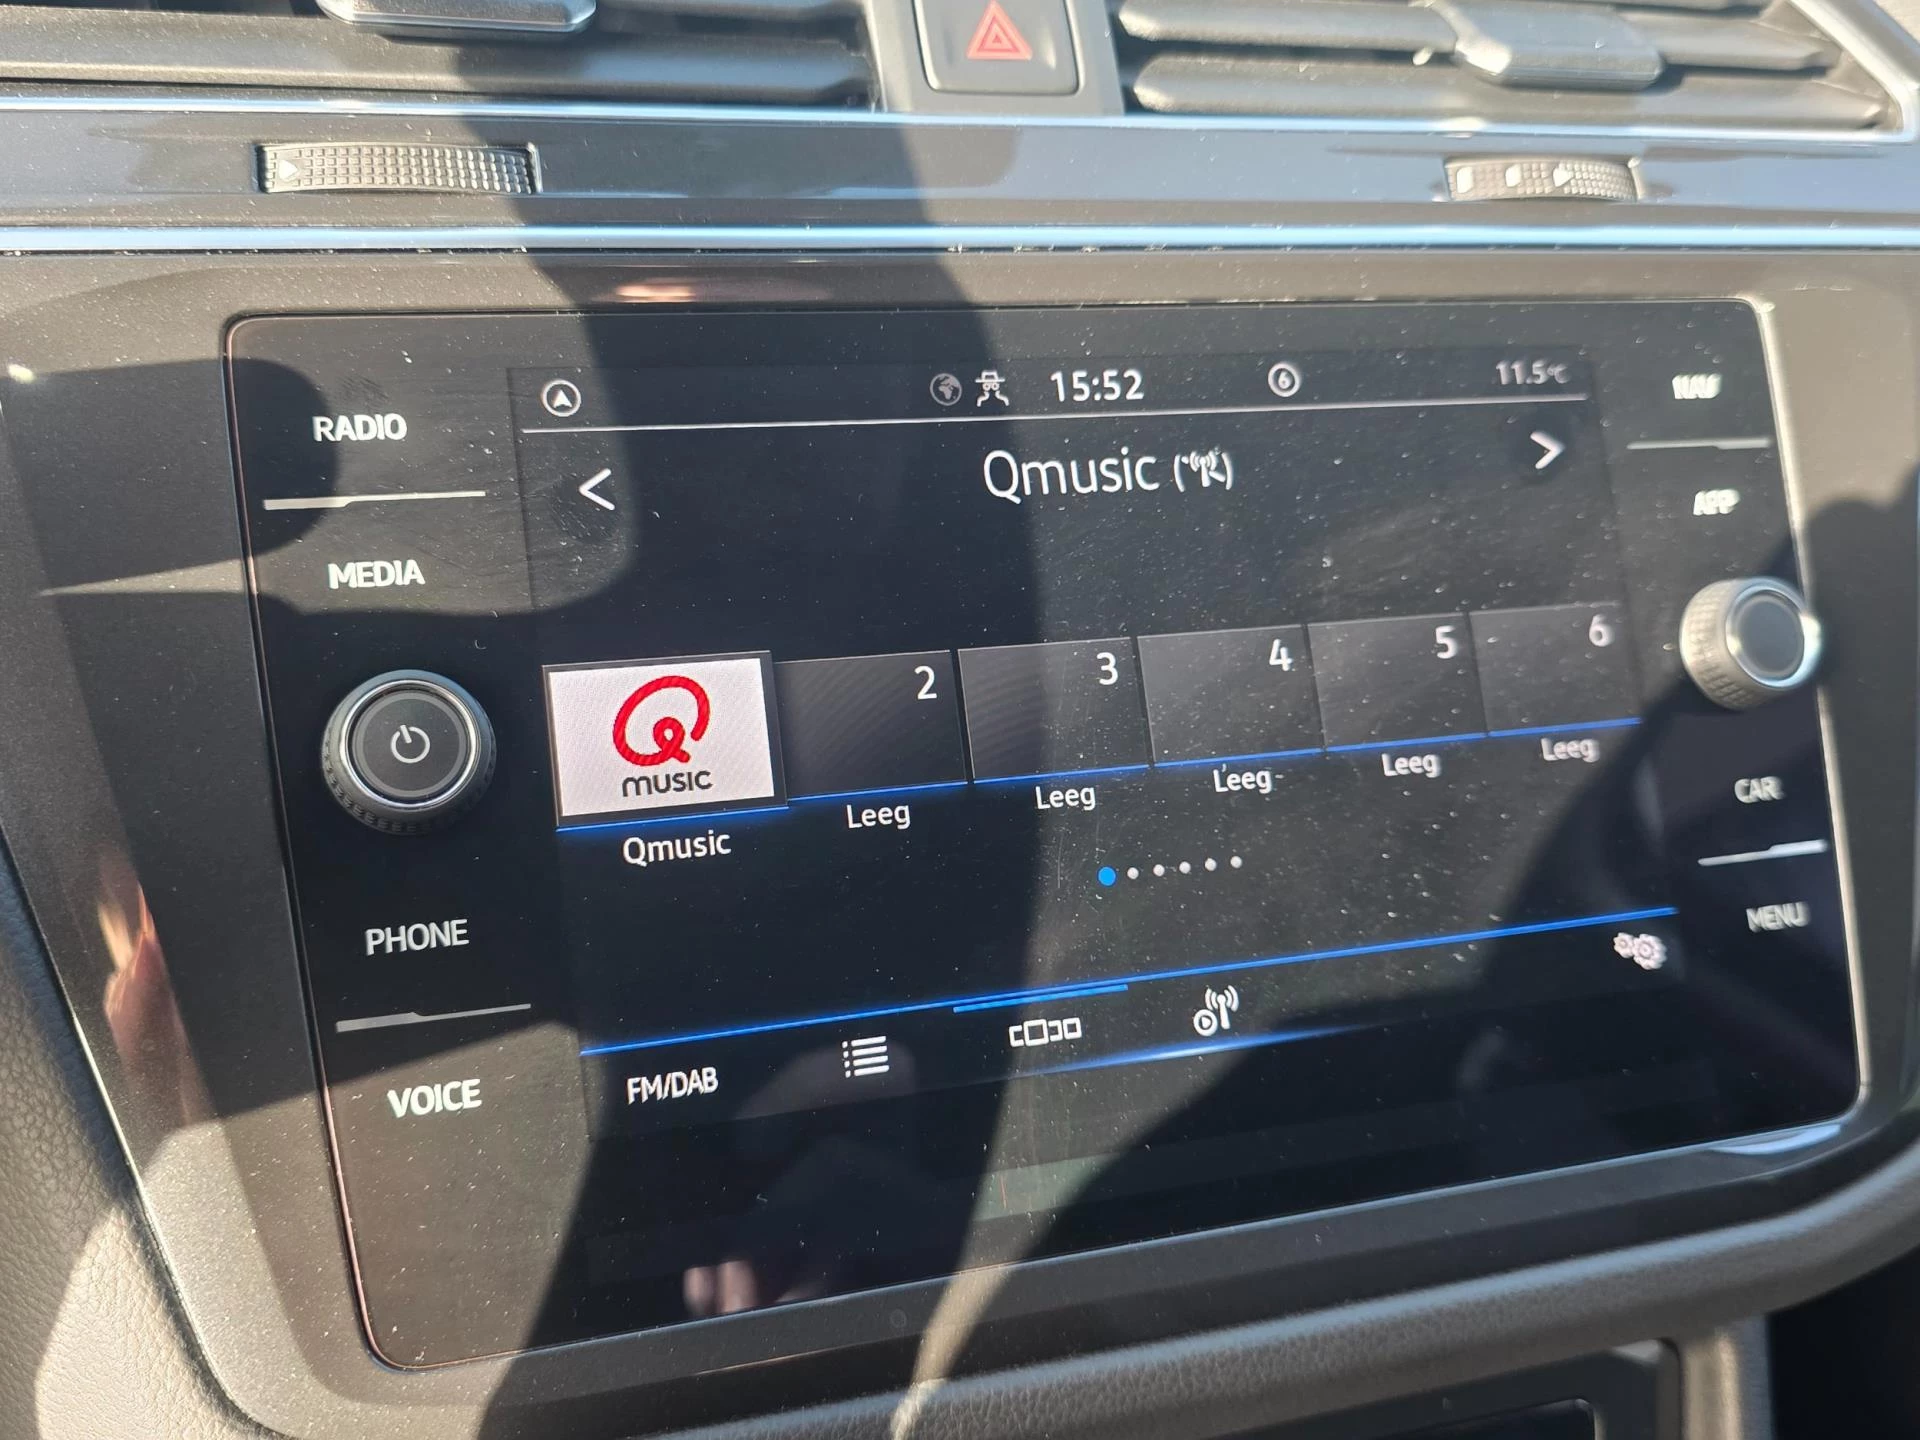 15:52
6
11.5°C
RADIO
NAV
Qmusic
APP
MEDIA
2
3
4
5
6
Q
music
Qmusic
Leeg
Leeg
Leeg
Leeg
Leeg
CAR
PHONE
MENU
VOICE
FM/DAB